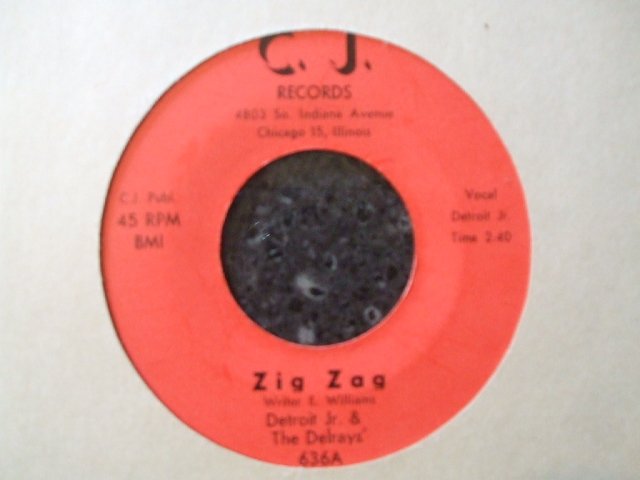 C. J.
RECORDS
4803 So. Indiana Avenue
Chicago 15, Illinois
C.J. Publ.
45 RPM
BMI
Vocal
Detroit Jr.
Time 2:40
Zig Zag
Writer E. Williams
Detroit Jr. &
The Delrays'
636A